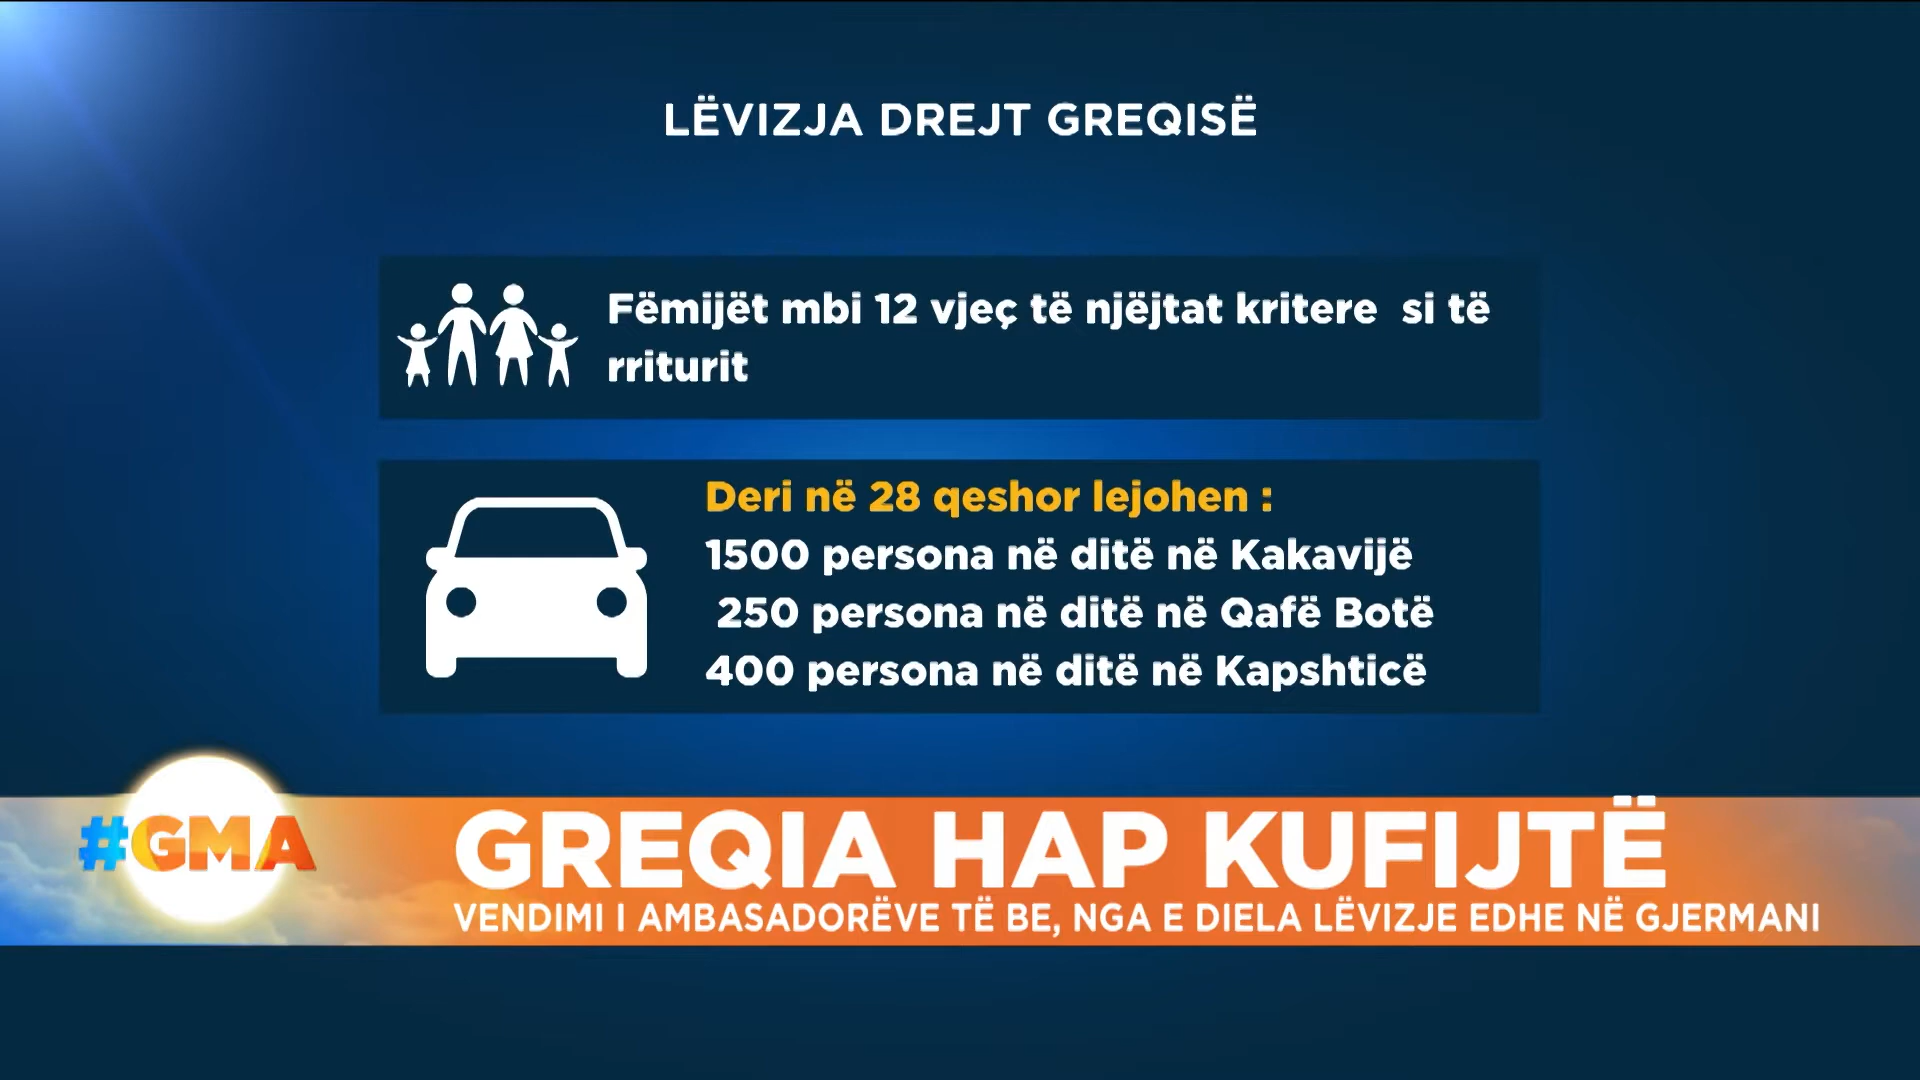 LËVIZJA DREJT GREQISË
Fëmijët mbi 12 vjeç të njëjtat kritere si të
rriturit
Deri në 28 qeshor lejohen :
1500 persona në ditë në Kakavijë
250 persona në ditë në Qafë Botë
400 persona në ditë në Kapshticë
#GMA
GREQIA HAP KUFIJTË
VENDIMI I AMBASADORËVE TË BE, NGA E DIELA LËVIZJE EDHE NË GJERMANI